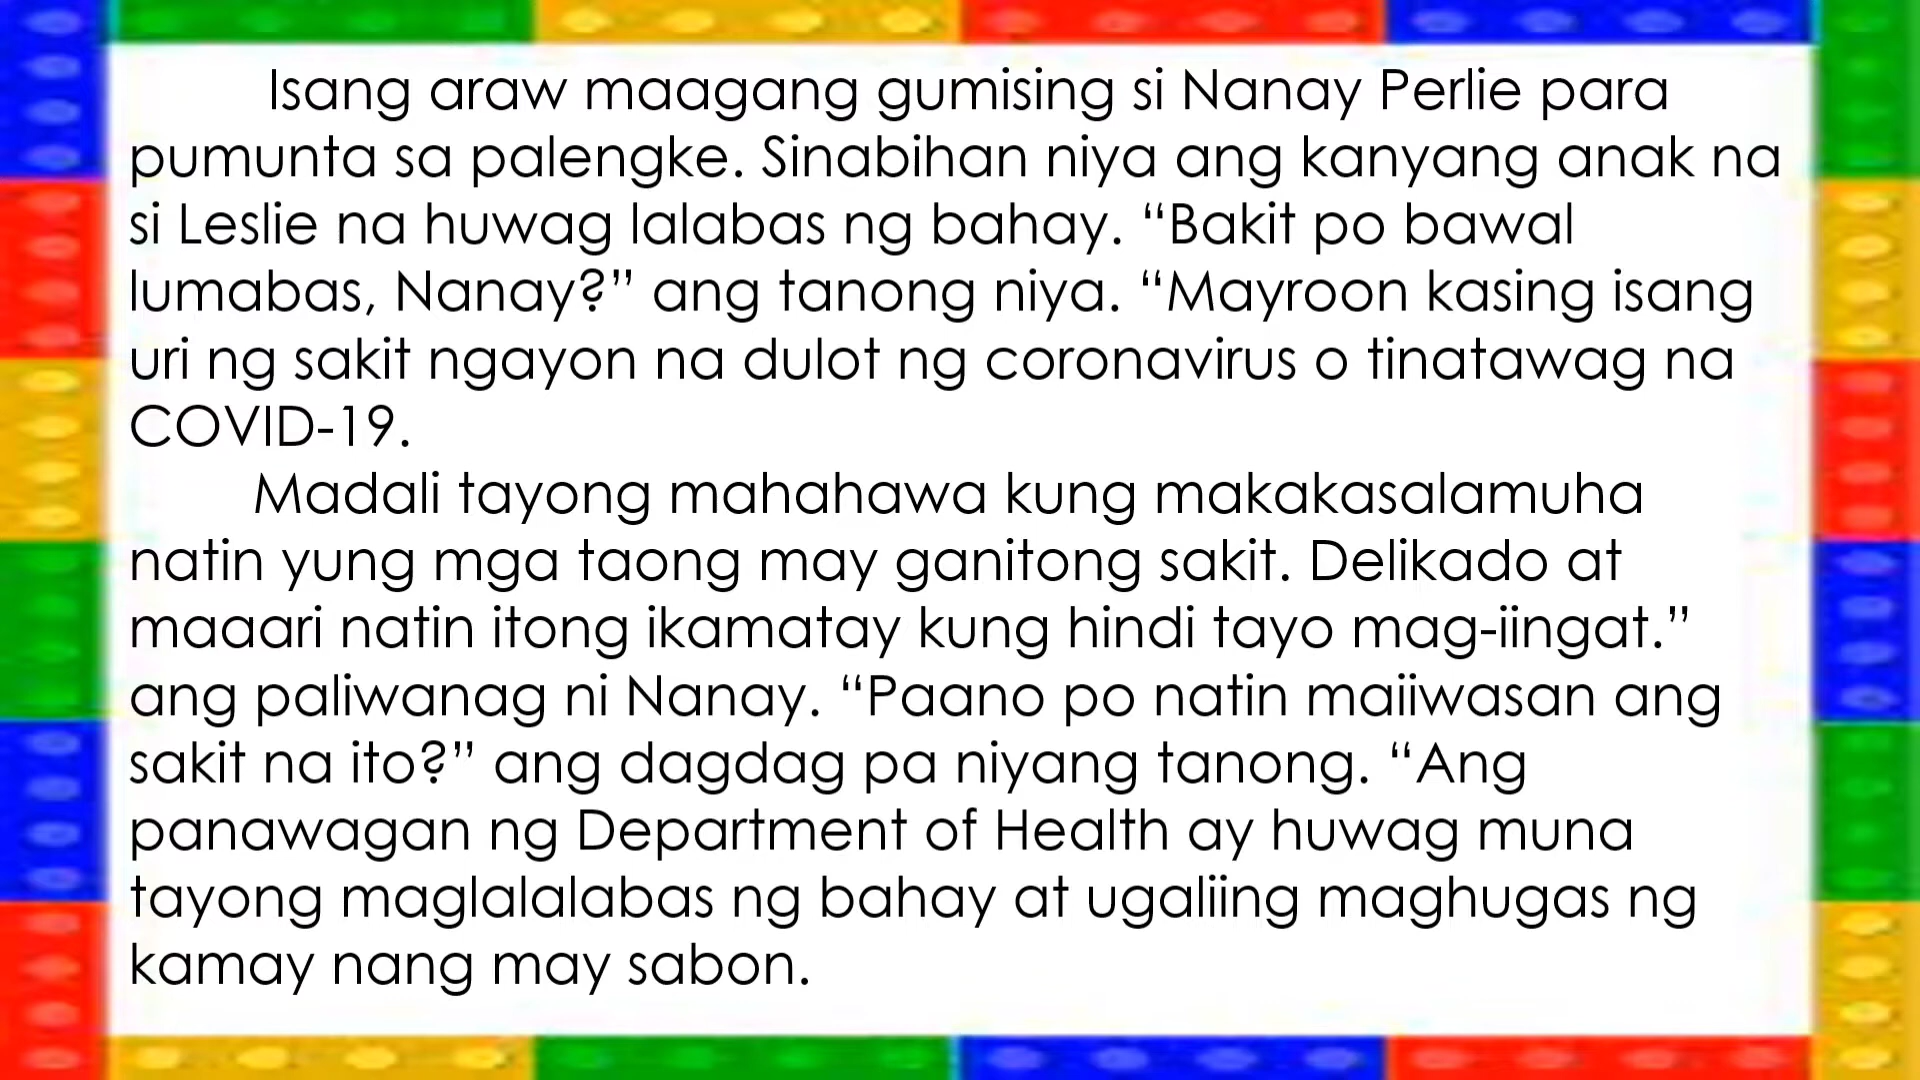 Isang araw maagang gumising si Nanay Perlie para
pumunta sa palengke. Sinabihan niya ang kanyang anak na
si Leslie na huwag lalabas ng bahay. “Bakit po bawal
lumabas, Nanay?” ang tanong niya. “Mayroon kasing isang
uri ng sakit ngayon na dulot ng coronavirus o tinatawag na
COVID-19.
Madali tayong mahahawa kung makakasalamuha
natin yung mga taong may ganitong sakit. Delikado at
maaari natin itong ikamatay kung hindi tayo mag-iingat.”
ang paliwanag ni Nanay. “Paano po natin maiiwasan ang
sakit na ito?” ang dagdag pa niyang tanong. “Ang
panawagan ng Department of Health ay huwag muna
tayong maglalalabas ng bahay at ugaliing maghugas ng
kamay nang may sabon.